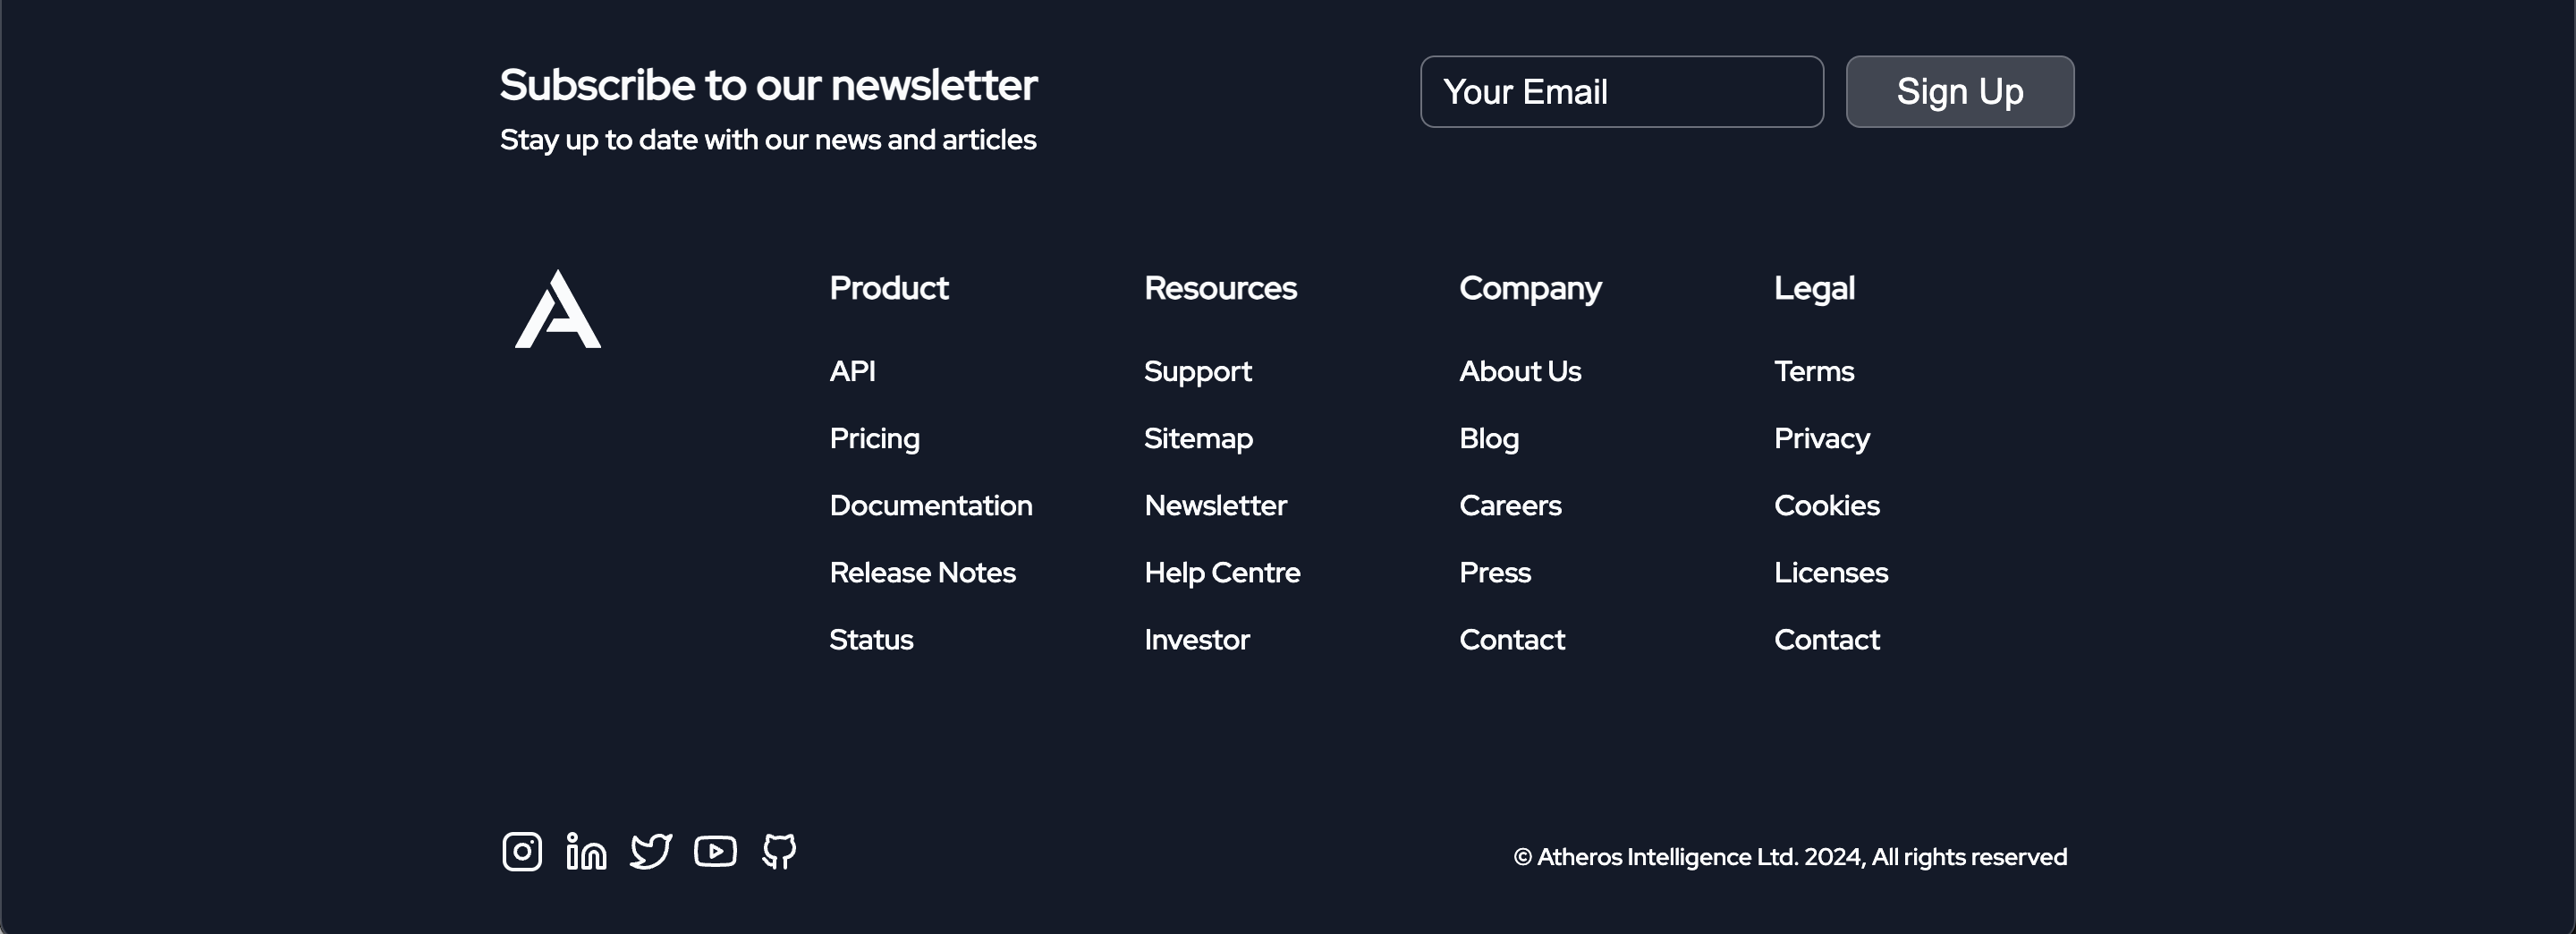 Subscribe to our newsletter
Stay up to date with our news and articles
Your Email
Sign Up
Product
API
Pricing
Documentation
Release Notes
Status
Resources
Support
Sitemap
Newsletter
Help Centre
Investor
Company
About Us
Blog
Careers
Press
Contact
Legal
Terms
Privacy
Cookies
Licenses
Contact
© Atheros Intelligence Ltd. 2024, All rights reserved